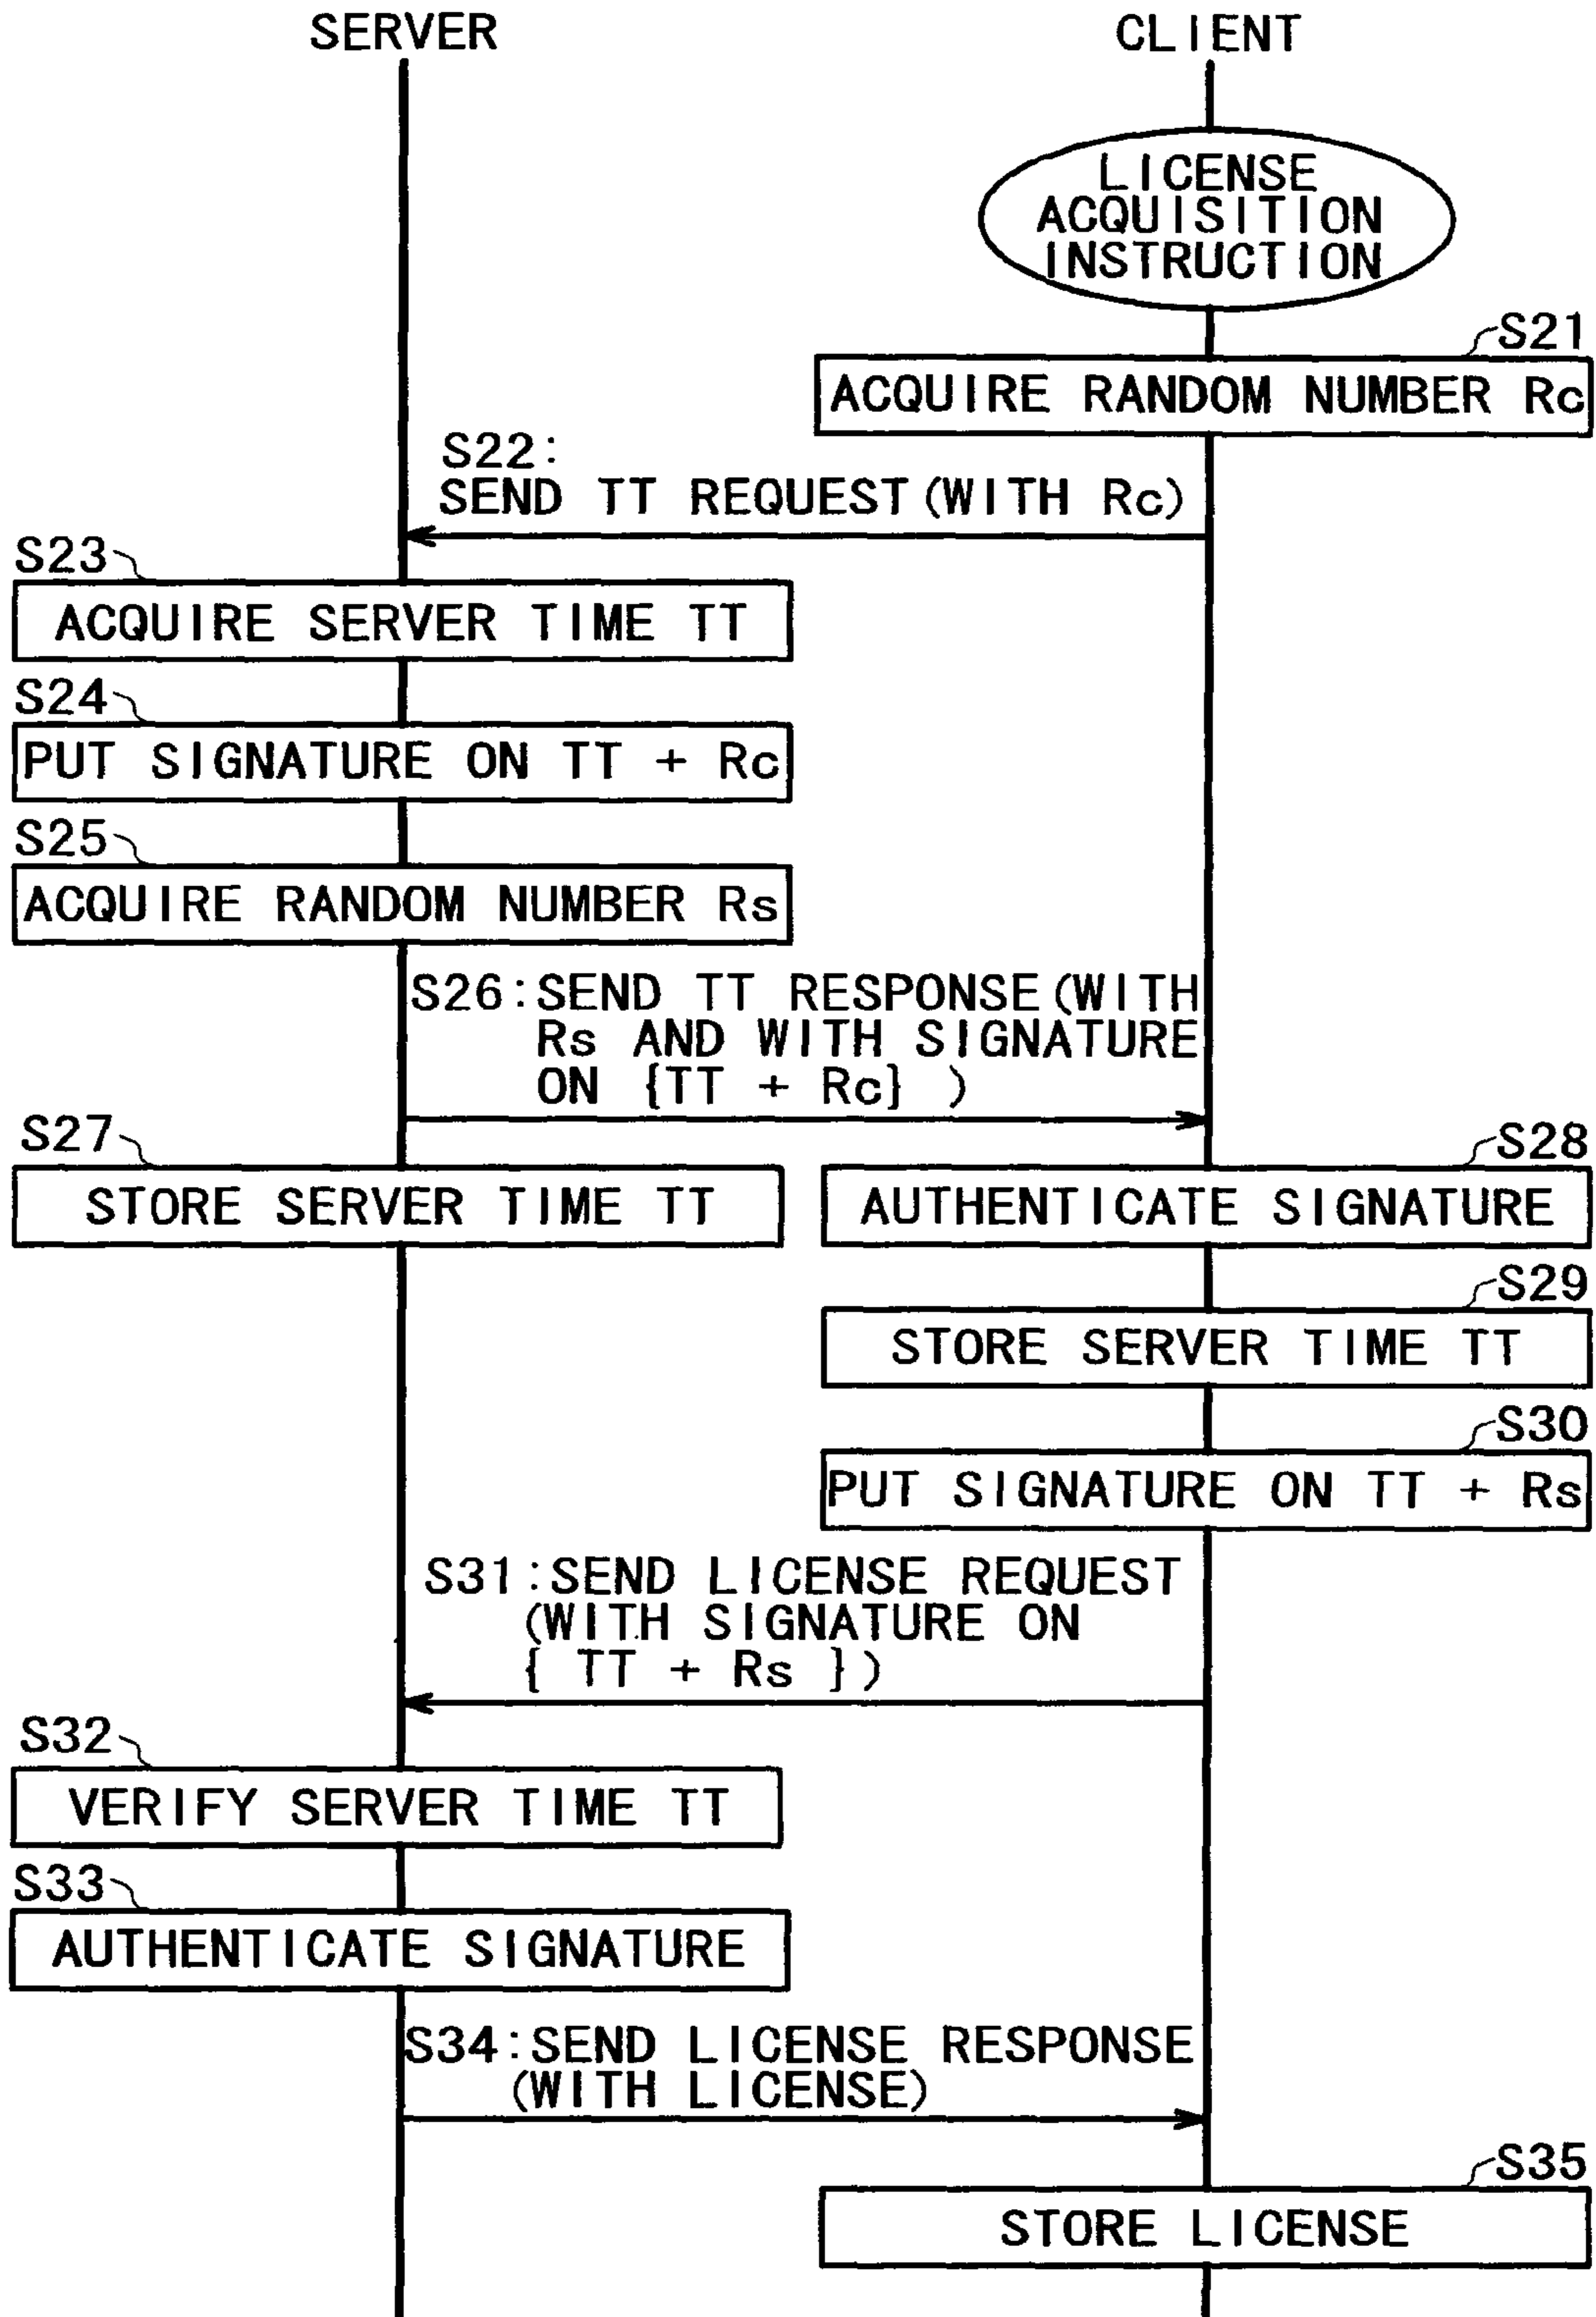 SERVER
CLIENT
LICENSE
ACQUISITION
INSTRUCTION
S21
ACQUIRE RANDOM NUMBER Rc
S22:
SEND TT REQUEST(WITH Rc)
S23
ACQUIRE SERVER TIME TT
S24
PUT SIGNATURE ON TT + Rc
S25
ACQUIRE RANDOM NUMBER Rs
S26:SEND TT RESPONSE(WITH
Rs AND WITH SIGNATURE
ON {TT + Rc} )
S27
STORE SERVER TIME TT
S28
AUTHENTICATE SIGNATURE
S29
STORE SERVER TIME TT
S30
PUT SIGNATURE ON TT + Rs
S31:SEND LICENSE REQUEST
(WITH SIGNATURE ON
{ TT + Rs })
S32
VERIFY SERVER TIME TT
S33
AUTHENTICATE SIGNATURE
S34:SEND LICENSE RESPONSE
(WITH LICENSE)
S35
STORE LICENSE